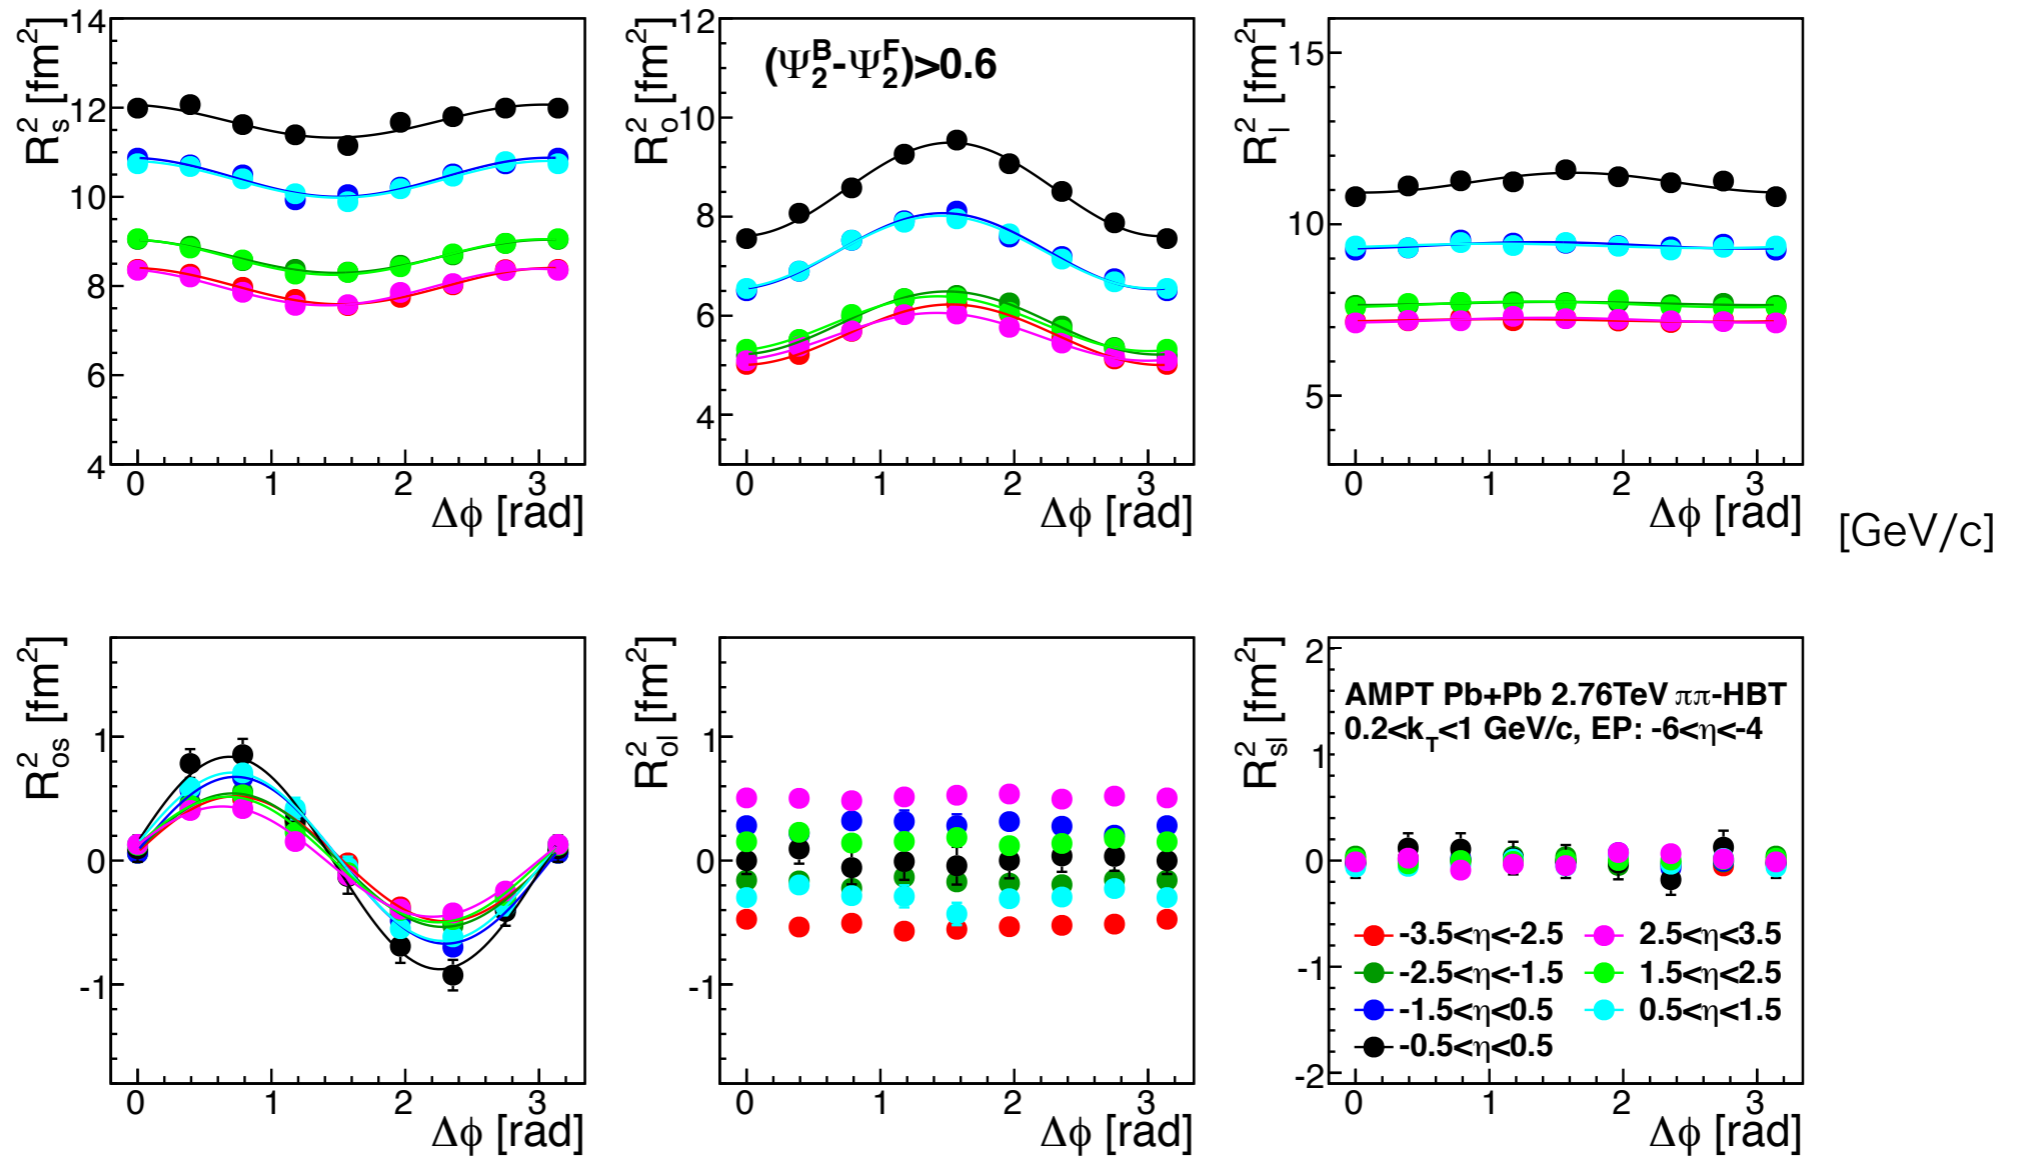 R²s [fm²]
14
12
10
8
6
4
0 1 2 3
Δϕ [rad]
R²o [fm²]
(Ψ₂ᴮ-Ψ₂ᶠ)>0.6
12
10
8
6
4
0 1 2 3
Δϕ [rad]
R²l [fm²]
15
10
5
0 1 2 3
Δϕ [rad]
[GeV/c]
R²os [fm²]
1
0
-1
0 1 2 3
Δϕ [rad]
R²ol [fm²]
1
0
-1
0 1 2 3
Δϕ [rad]
R²sl [fm²]
2
1
0
-1
-2
AMPT Pb+Pb 2.76TeV ππ-HBT
0.2<kT<1 GeV/c, EP: -6<η<-4
-3.5<η<-2.5 2.5<η<3.5
-2.5<η<-1.5 1.5<η<2.5
-1.5<η<0.5 0.5<η<1.5
-0.5<η<0.5
0 1 2 3
Δϕ [rad]